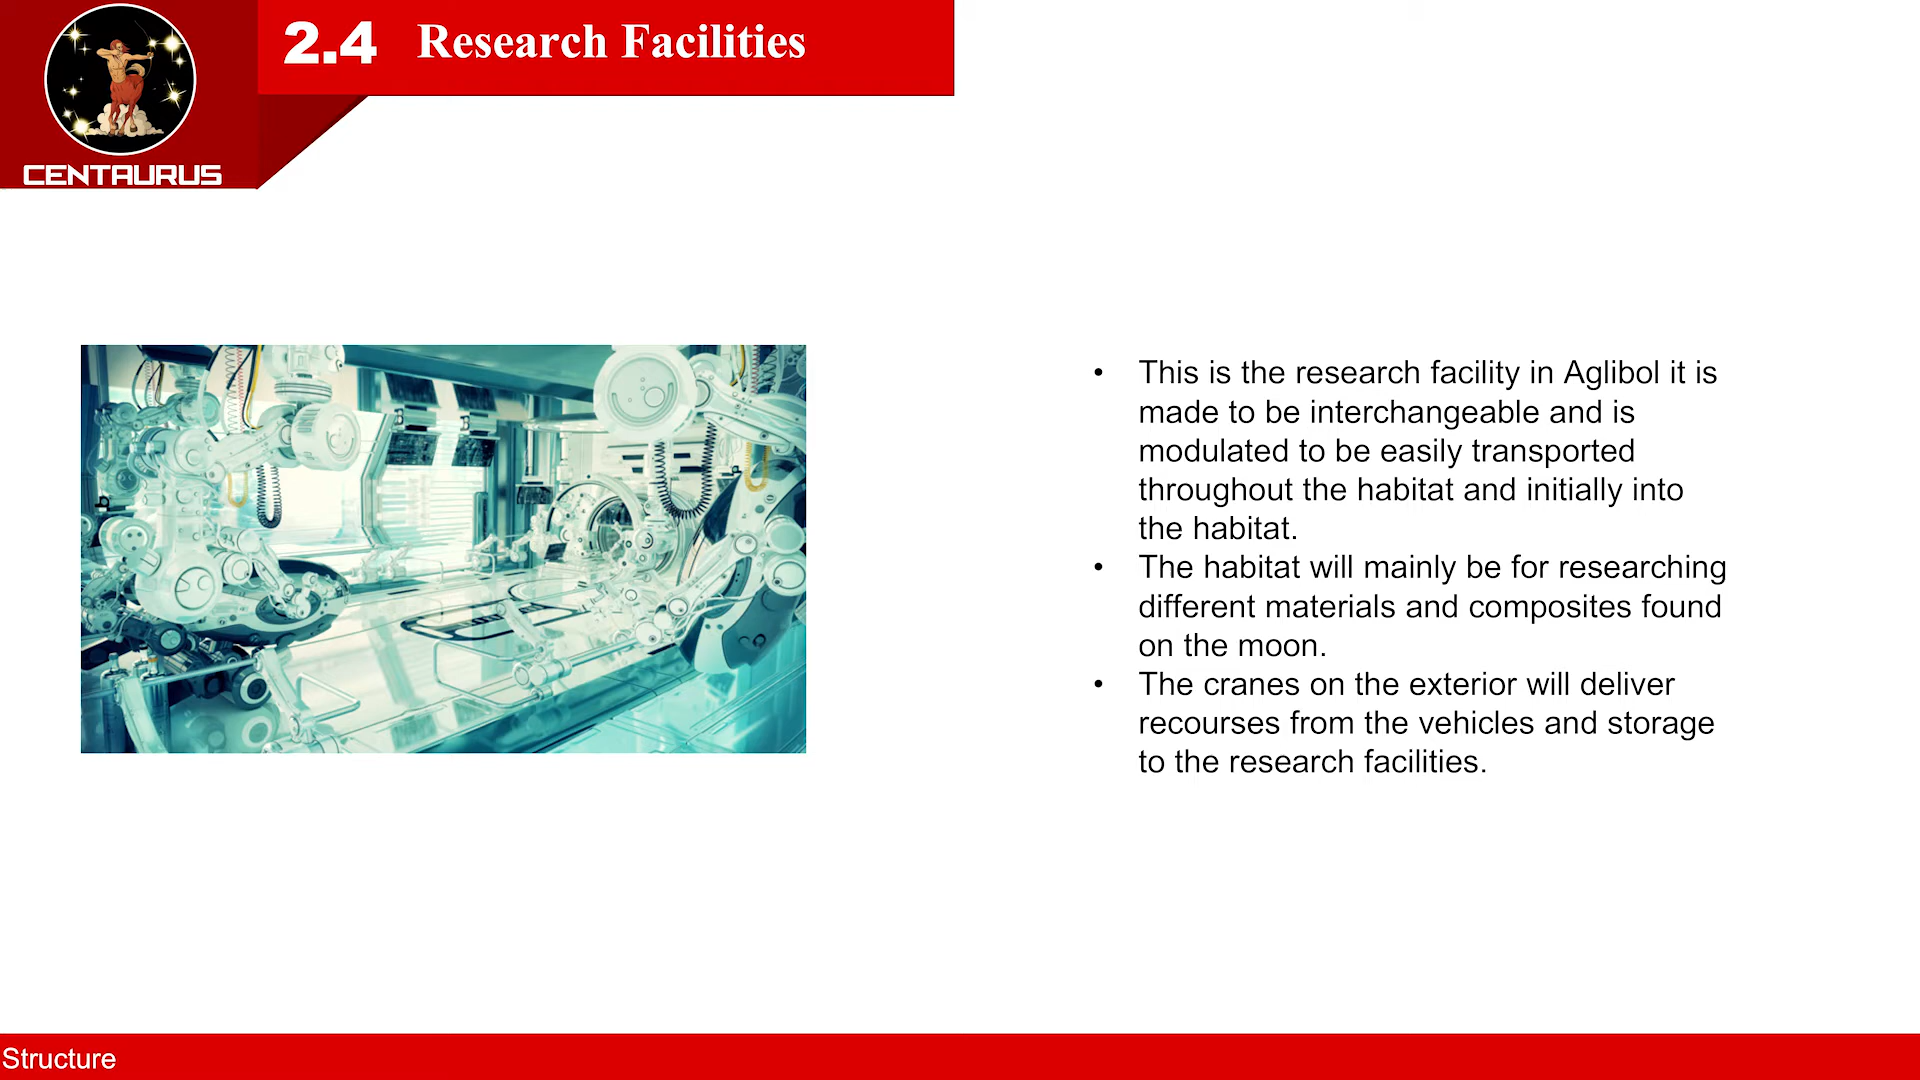 2.4 Research Facilities
CENTAURUS
• This is the research facility in Aglibol it is
made to be interchangeable and is
modulated to be easily transported
throughout the habitat and initially into
the habitat.
• The habitat will mainly be for researching
different materials and composites found
on the moon.
• The cranes on the exterior will deliver
recourses from the vehicles and storage
to the research facilities.
Structure